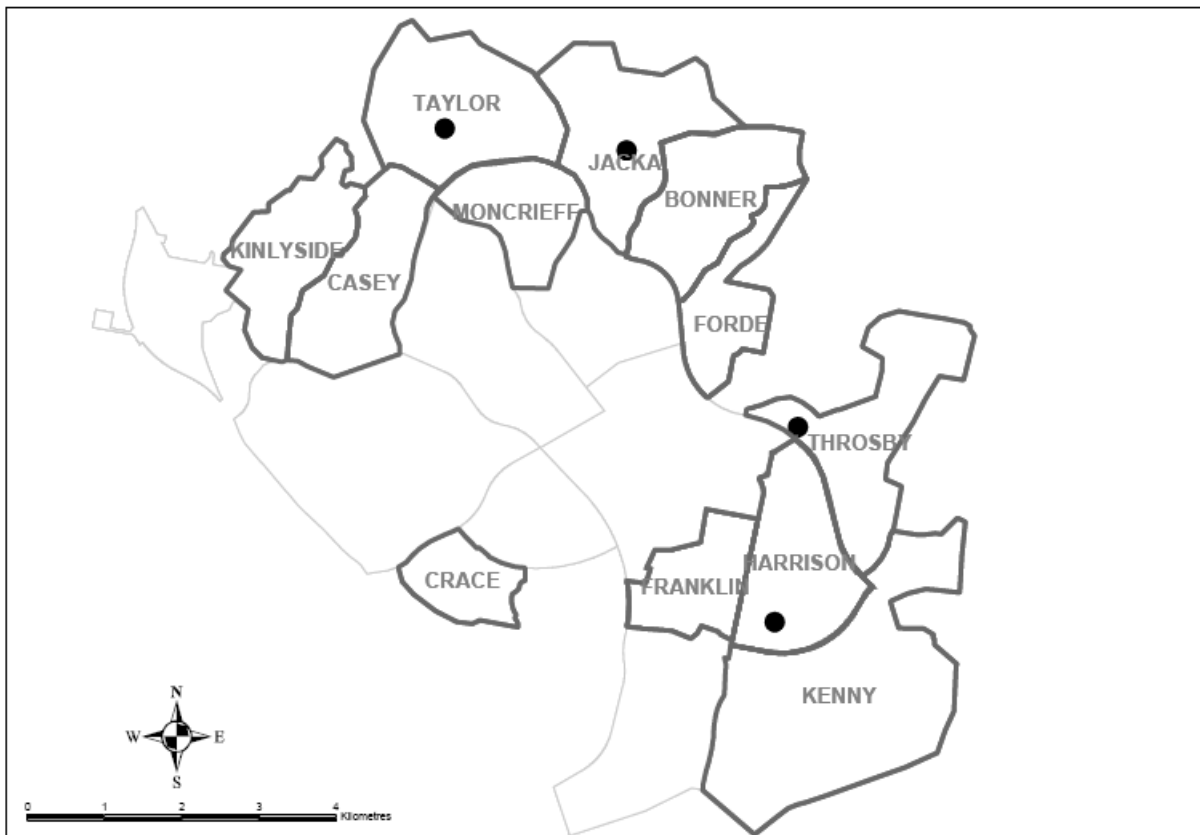 TAYLOR
JACKA
BONNER
MONCRIEFF
KINLYSIDE
CASEY
FORDE
THROSBY
HARRISON
CRACE
FRANKLIN
KENNY
N
W E
S
0 1 2 3 4
Kilometres